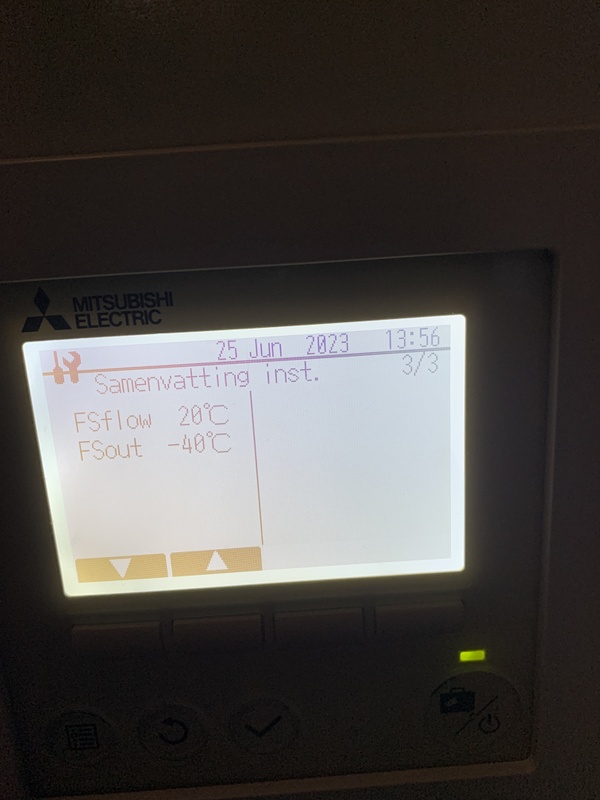 MITSUBISHI
ELECTRIC
25 Jun 2023 13:56
Samenvatting inst. 3/3
FSflow 20℃
FSout -40℃